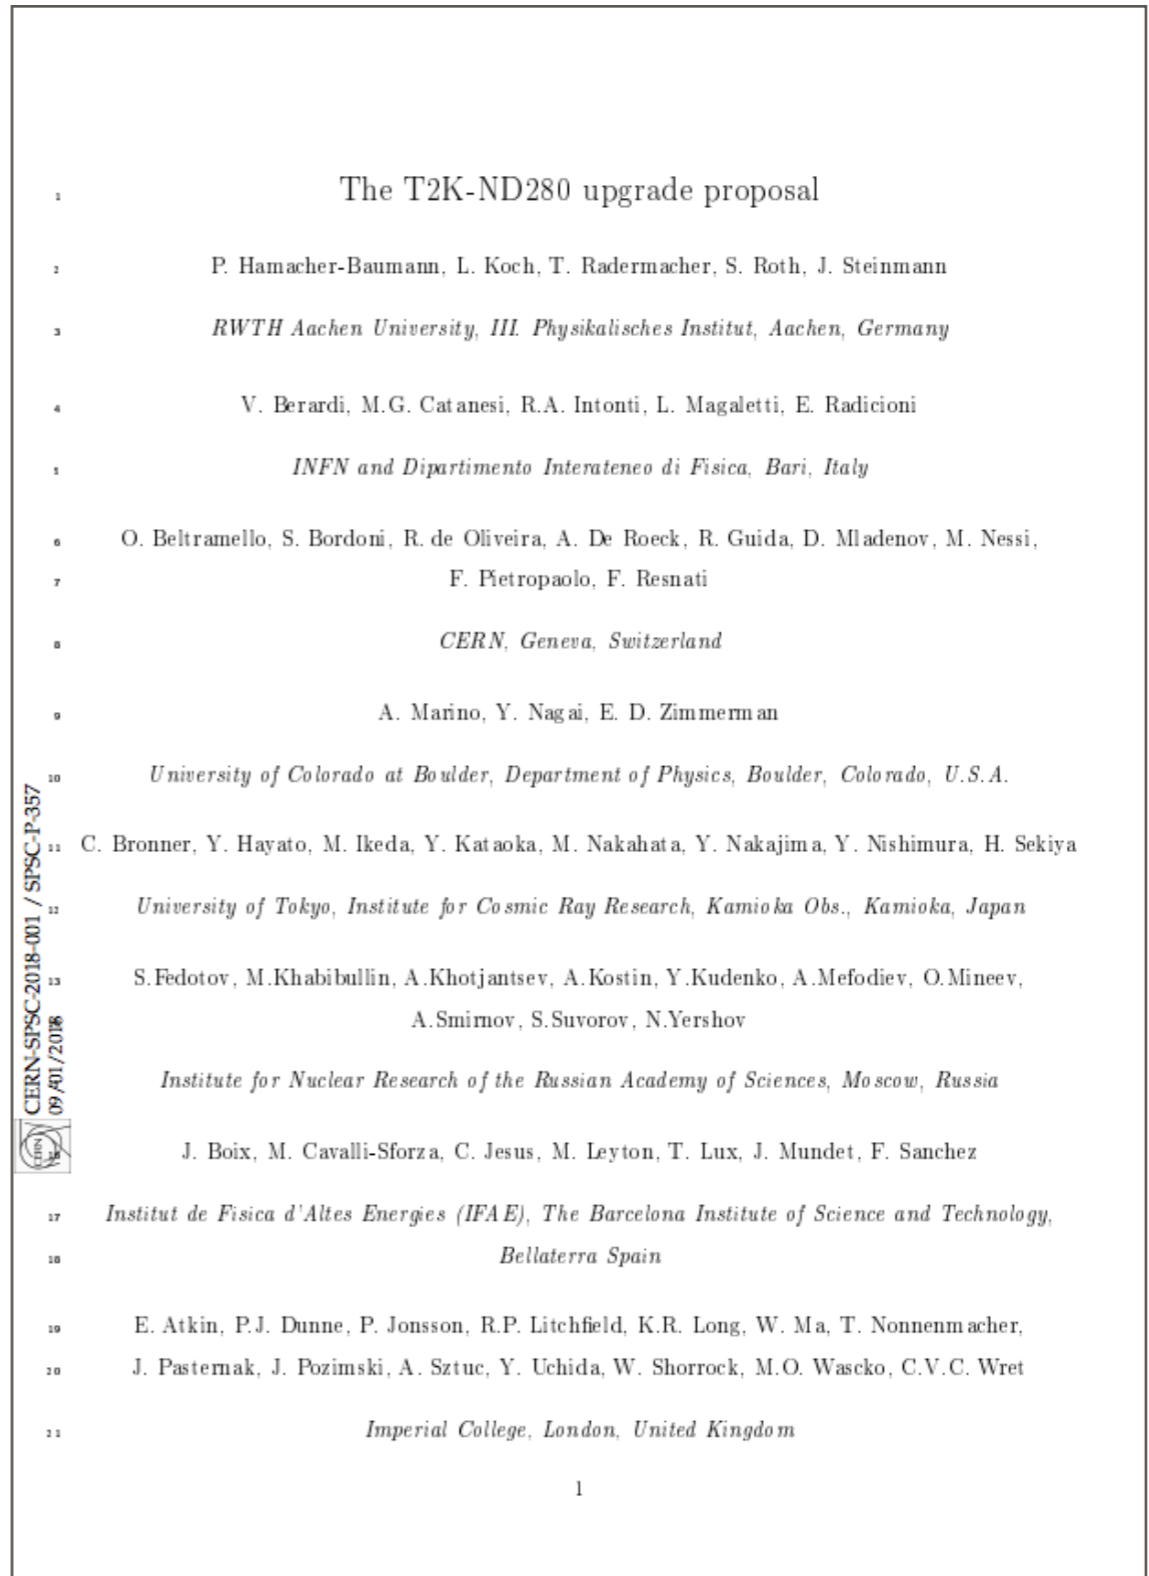 1 The T2K-ND280 upgrade proposal
2 P. Hamacher-Baumann, L. Koch, T. Radermacher, S. Roth, J. Steinmann
3 RWTH Aachen University, III. Physikalisches Institut, Aachen, Germany
4 V. Berardi, M.G. Catanesi, R.A. Intonti, L. Magaletti, E. Radicioni
5 INFN and Dipartimento Interateneo di Fisica, Bari, Italy
6 O. Beltramello, S. Bordoni, R. de Oliveira, A. De Roeck, R. Guida, D. Mladenov, M. Nessi,
7 F. Pietropaolo, F. Resnati
8 CERN, Geneva, Switzerland
9 A. Marino, Y. Nagai, E. D. Zimmerman
10 University of Colorado at Boulder, Department of Physics, Boulder, Colorado, U.S.A.
11 C. Bronner, Y. Hayato, M. Ikeda, Y. Kataoka, M. Nakahata, Y. Nakajima, Y. Nishimura, H. Sekiya
12 University of Tokyo, Institute for Cosmic Ray Research, Kamioka Obs., Kamioka, Japan
13 S.Fedotov, M.Khabibullin, A.Khotjantsev, A.Kostin, Y.Kudenko, A.Mefodiev, O.Mineev,
A.Smirnov, S.Suvorov, N.Yershov
Institute for Nuclear Research of the Russian Academy of Sciences, Moscow, Russia
J. Boix, M. Cavalli-Sforza, C. Jesus, M. Leyton, T. Lux, J. Mundet, F. Sanchez
17 Institut de Fisica d'Altes Energies (IFAE), The Barcelona Institute of Science and Technology,
18 Bellaterra Spain
19 E. Atkin, P.J. Dunne, P. Jonsson, R.P. Litchfield, K.R. Long, W. Ma, T. Nonnenmacher,
20 J. Pasternak, J. Pozimski, A. Sztuc, Y. Uchida, W. Shorrock, M.O. Wascko, C.V.C. Wret
21 Imperial College, London, United Kingdom
1
CERN-SPSC-2018-001 / SPSC-P-357
09/01/2018
CERN